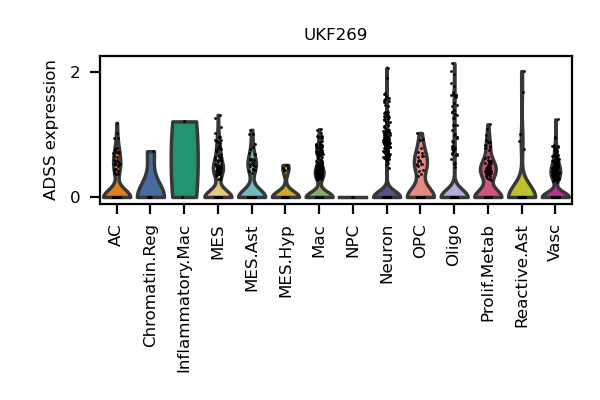 UKF269
ADSS expression
2
0
AC
Chromatin.Reg
Inflammatory.Mac
MES
MES.Ast
MES.Hyp
Mac
NPC
Neuron
OPC
Oligo
Prolif.Metab
Reactive.Ast
Vasc